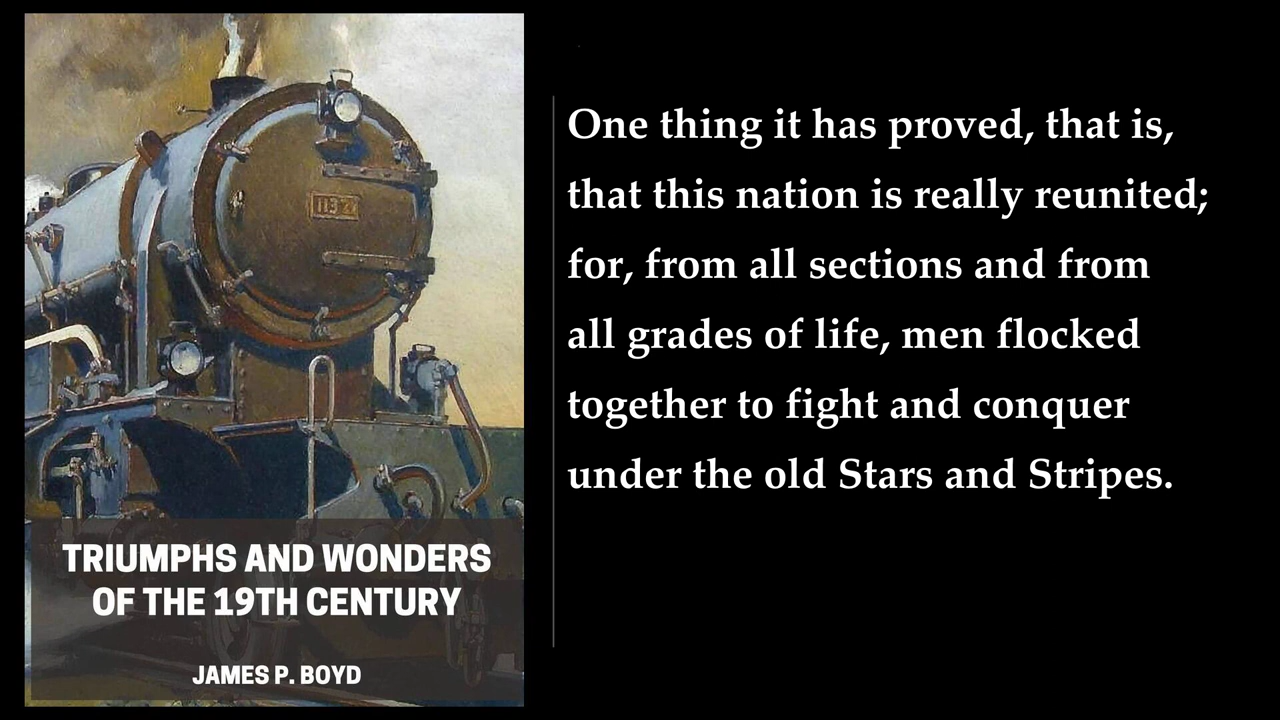 One thing it has proved, that is,
that this nation is really reunited;
for, from all sections and from
all grades of life, men flocked
together to fight and conquer
under the old Stars and Stripes.
TRIUMPHS AND WONDERS
OF THE 19TH CENTURY
JAMES P. BOYD